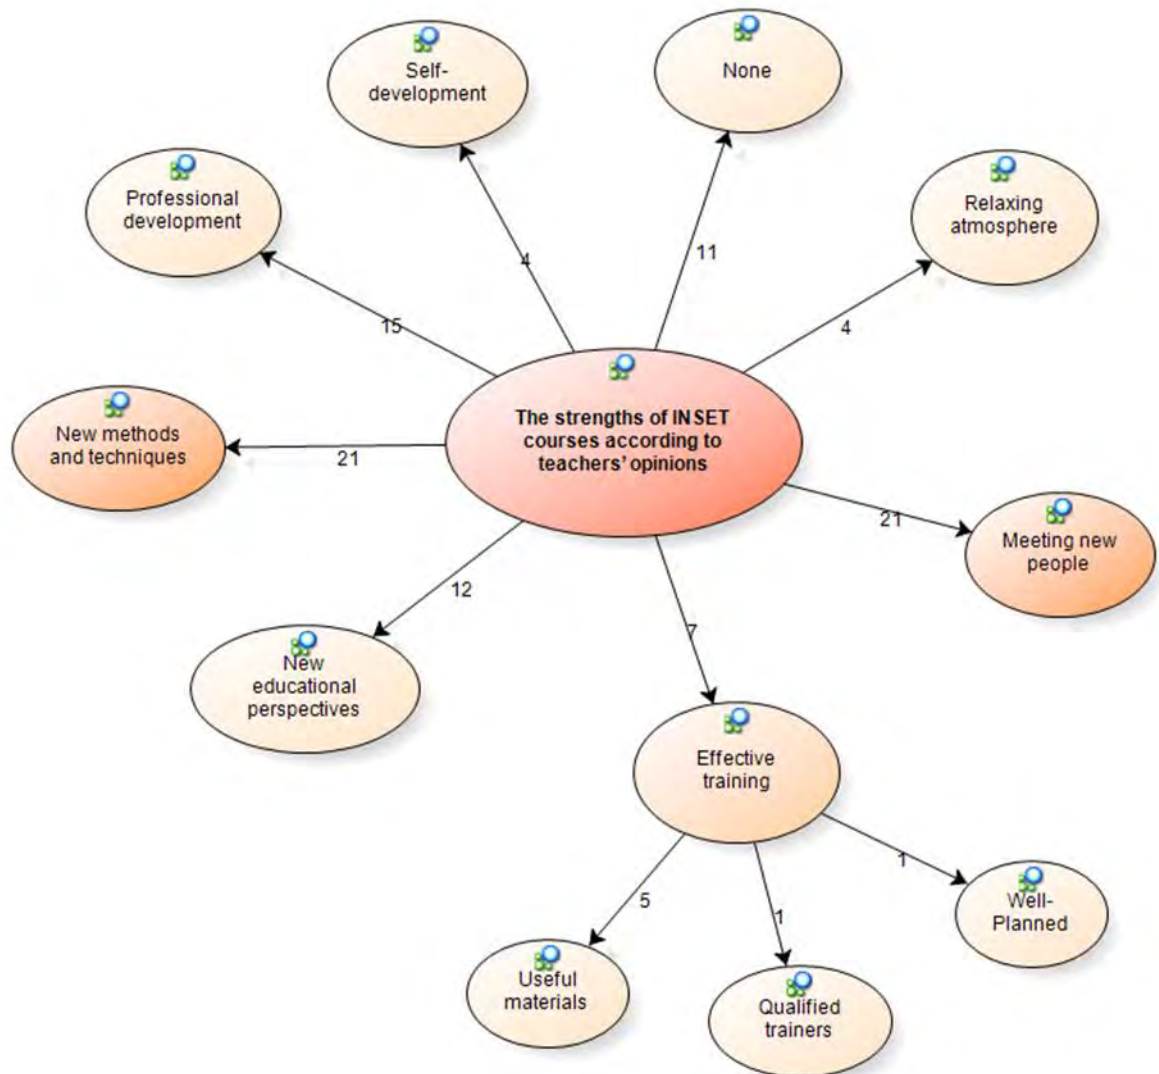 Self-
development
None
Professional
development
Relaxing
atmosphere
4
11
15
4
The strengths of INSET
courses according to
teachers' opinions
New methods
and techniques
21
21
Meeting new
people
12
7
New
educational
perspectives
Effective
training
5
1
1
Well-
Planned
Useful
materials
Qualified
trainers